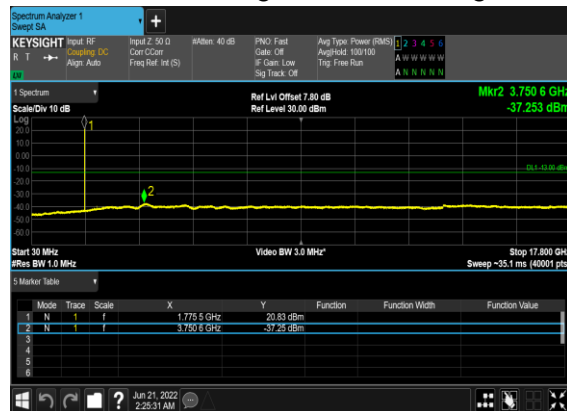 Spectrum Analyzer 1
Swept SA
+
KEYSIGHT Input: RF Input Z: 50 Ω #Atten: 40 dB PNO: Fast Avg Type: Power (RMS) 1 2 3 4 5 6
R T Coupling: DC Corr CCorr Gate: Off Avg|Hold: 100/100 A W W W W W
Align: Auto Freq Ref: Int (S) IF Gain: Low Trig: Free Run
Sig Track: Off A N N N N N
1 Spectrum Ref Lvl Offset 7.80 dB Mkr2 3.750 6 GHz
Scale/Div 10 dB Ref Level 30.00 dBm -37.253 dBm
Log
20.0
10.0
0.00
-10.0
DL1 -13.00 dBm
-20.0
-30.0
-40.0
-50.0
-60.0
1
2
Start 30 MHz Video BW 3.0 MHz* Stop 17.800 GHz
#Res BW 1.0 MHz Sweep ~35.1 ms (40001 pts)
5 Marker Table
Mode Trace Scale X Y Function Function Width Function Value
1 N 1 f 1.775 5 GHz 20.83 dBm
2 N 1 f 3.750 6 GHz -37.25 dBm
3
4
5
6
? Jun 21, 2022
2:25:31 AM